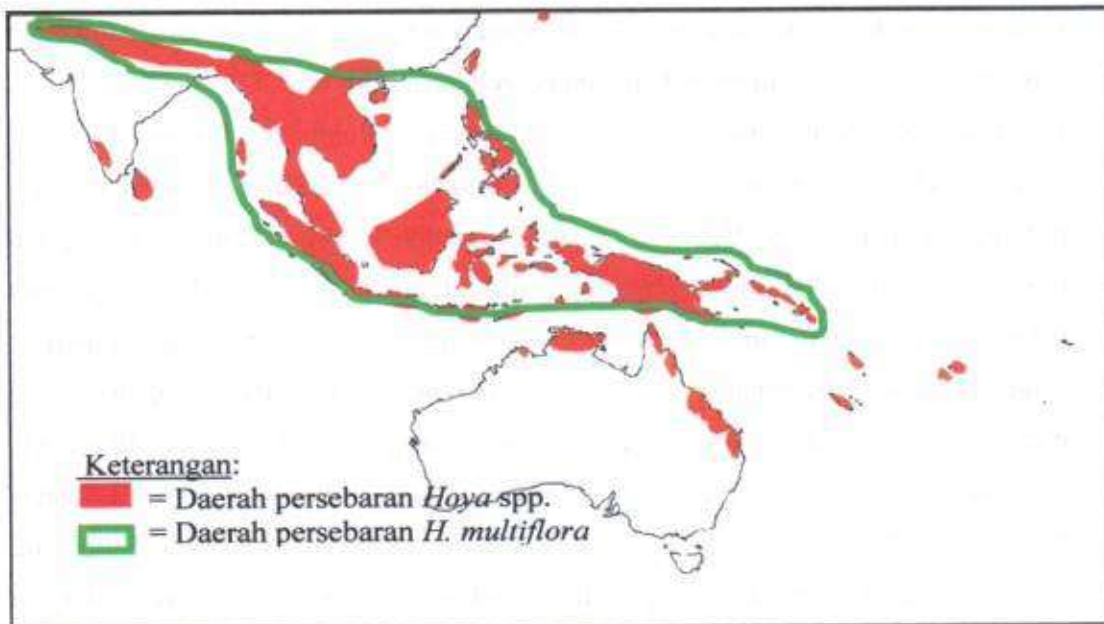 Keterangan:
= Daerah persebaran Hoya spp.
= Daerah persebaran H. multiflora